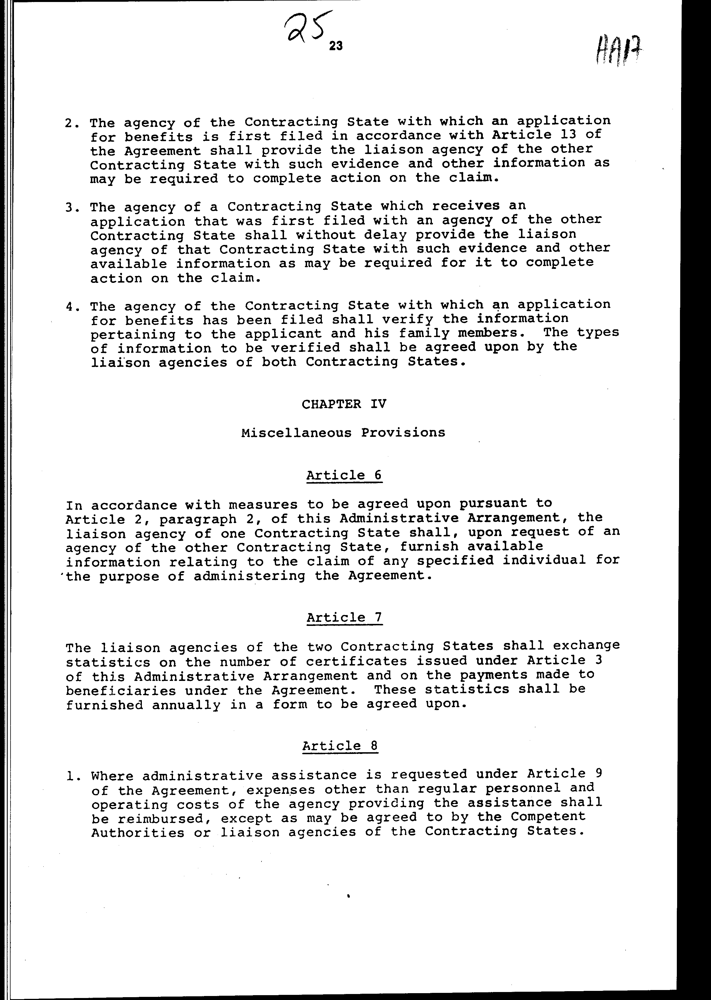 25
23
HA17
2. The agency of the Contracting State with which an application
for benefits is first filed in accordance with Article 13 of
the Agreement shall provide the liaison agency of the other
Contracting State with such evidence and other information as
may be required to complete action on the claim.
3. The agency of a Contracting State which receives an
application that was first filed with an agency of the other
Contracting State shall without delay provide the liaison
agency of that Contracting State with such evidence and other
available information as may be required for it to complete
action on the claim.
4. The agency of the Contracting State with which an application
for benefits has been filed shall verify the information
pertaining to the applicant and his family members. The types
of information to be verified shall be agreed upon by the
liaison agencies of both Contracting States.
CHAPTER IV
Miscellaneous Provisions
Article 6
In accordance with measures to be agreed upon pursuant to
Article 2, paragraph 2, of this Administrative Arrangement, the
liaison agency of one Contracting State shall, upon request of an
agency of the other Contracting State, furnish available
information relating to the claim of any specified individual for
the purpose of administering the Agreement.
Article 7
The liaison agencies of the two Contracting States shall exchange
statistics on the number of certificates issued under Article 3
of this Administrative Arrangement and on the payments made to
beneficiaries under the Agreement. These statistics shall be
furnished annually in a form to be agreed upon.
Article 8
1. Where administrative assistance is requested under Article 9
of the Agreement, expenses other than regular personnel and
operating costs of the agency providing the assistance shall
be reimbursed, except as may be agreed to by the Competent
Authorities or liaison agencies of the Contracting States.